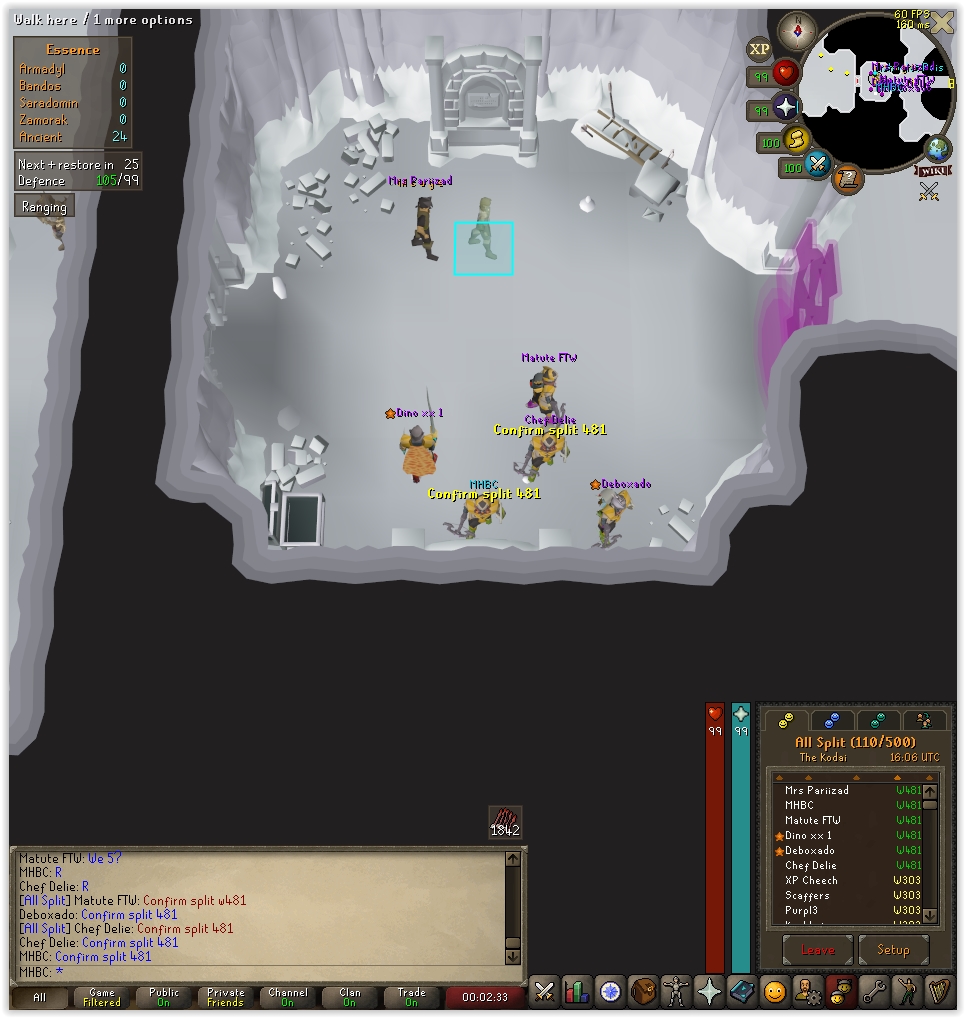 Walk here / 1 more options
60 FPS
160 ms
Essence
Armadyl 0
Bandos 0
Saradomin 0
Zamorak 0
Ancient 24
Next + restore in 25
Defence 105/99
Ranging
XP
N
99
99
100
100
WIKI
Mrs Pariizad
Matute FTW
Dino xx 1
Chef Delie
Confirm split 481
MHBC
Confirm split 481
Deboxado
99
99
All Split (110/500)
The Kodai 16:06 UTC
Mrs Pariizad W481
MHBC W481
Matute FTW W481
Dino xx 1 W481
Deboxado W481
Chef Delie W481
XP Cheech W303
Scaffers W303
Purpl3 W303
Leave
Setup
1842
Matute FTW: We 5?
MHBC: R
Chef Delie: R
[All Split] Matute FTW: Confirm split w481
Deboxado: Confirm split 481
[All Split] Chef Delie: Confirm split 481
Chef Delie: Confirm split 481
MHBC: Confirm split 481
MHBC: *
All
Game
Filtered
Public
On
Private
Friends
Channel
On
Clan
On
Trade
On
00:02:33